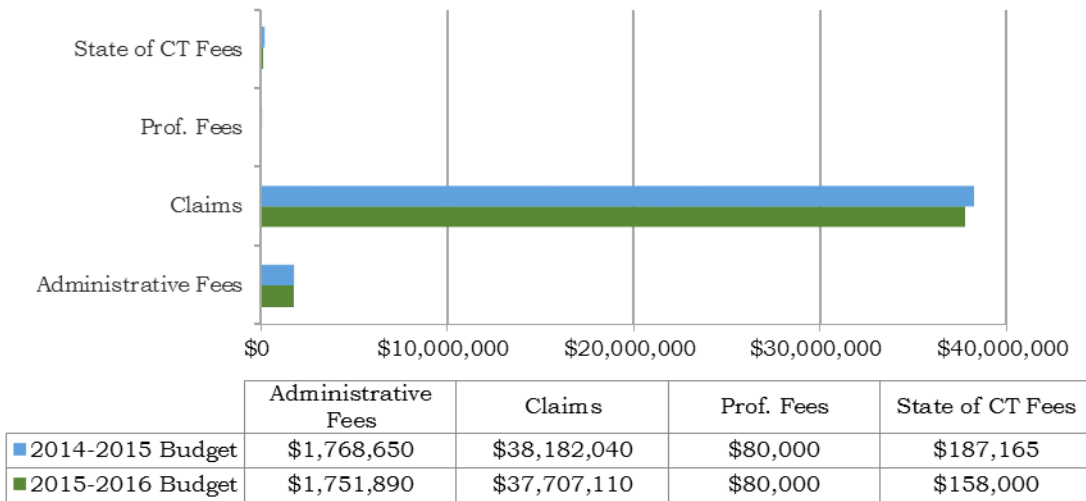 State of CT Fees
Prof. Fees
Claims
Administrative Fees
$0 $10,000,000 $20,000,000 $30,000,000 $40,000,000
Administrative Fees Claims Prof. Fees State of CT Fees
2014-2015 Budget $1,768,650 $38,182,040 $80,000 $187,165
2015-2016 Budget $1,751,890 $37,707,110 $80,000 $158,000